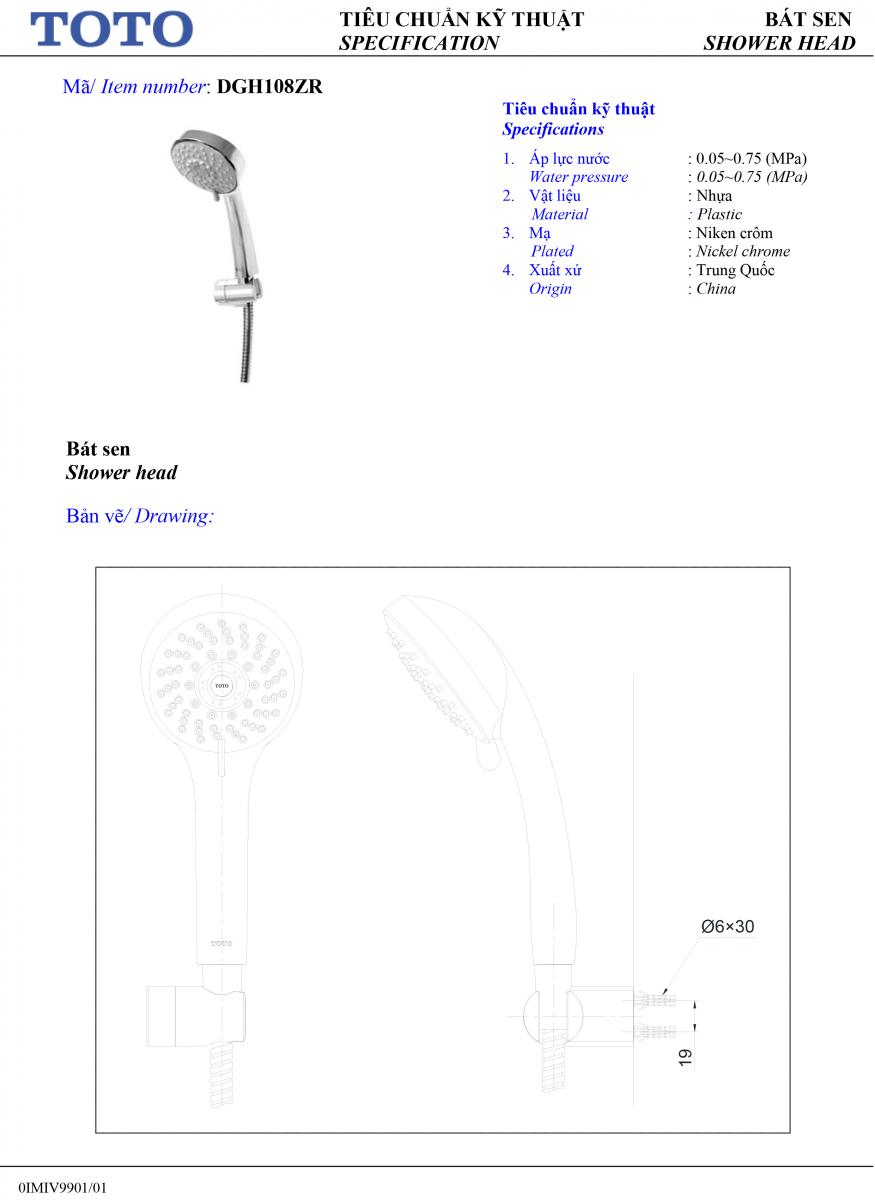 TOTO
TIÊU CHUẨN KỸ THUẬT
SPECIFICATION
BÁT SEN
SHOWER HEAD
Mã/ Item number: DGH108ZR
Tiêu chuẩn kỹ thuật
Specifications
1. Áp lực nước : 0.05~0.75 (MPa)
Water pressure : 0.05~0.75 (MPa)
2. Vật liệu : Nhựa
Material : Plastic
3. Mạ : Niken crôm
Plated : Nickel chrome
4. Xuất xứ : Trung Quốc
Origin : China
Bát sen
Shower head
Bản vẽ/ Drawing:
TOTO
TOTO
Ø6×30
19
0IMIV9901/01